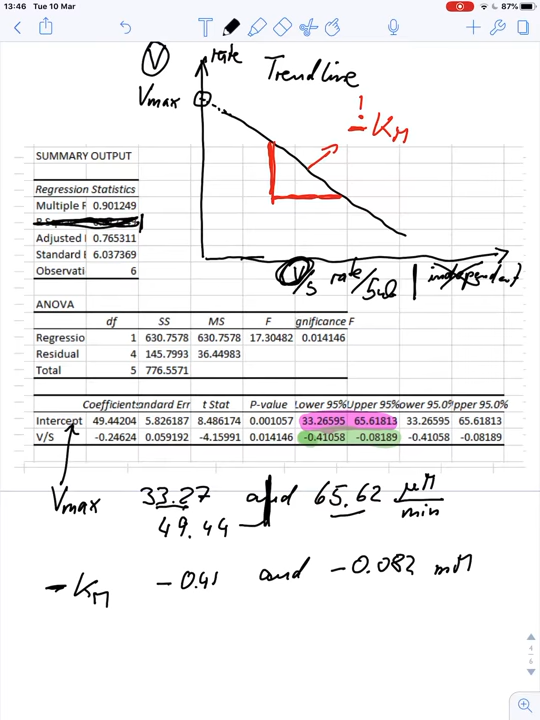 13:46 Tue 10 Mar 87%
V rate Trendline
Vmax
! - KM
SUMMARY OUTPUT
Regression Statistics
Multiple F 0.901249
Adjusted I 0.765311
Standard E 6.037369
Observati 6
V/S rate/Sub | independent
ANOVA
df SS MS F gnificance F
Regressio 1 630.7578 630.7578 17.30482 0.014146
Residual 4 145.7993 36.44983
Total 5 776.5571
Coefficients andard Err t Stat P-value Lower 95% Upper 95% ower 95.0% pper 95.0%
Intercept 49.44204 5.826187 8.486174 0.001057 33.26595 65.61813 33.26595 65.61813
V/S -0.24624 0.059192 -4.15991 0.014146 -0.41058 -0.08189 -0.41058 -0.08189
Vmax 33.27 and 65.62 μM/min
49.44
- KM - 0.41 and - 0.082 mM
4
6